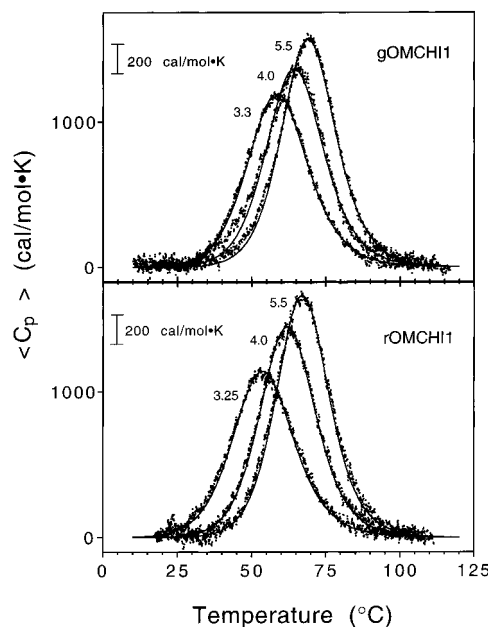 gOMCHI1
200 cal/mol•K
5.5
4.0
3.3
1000
0
rOMCHI1
200 cal/mol•K
5.5
4.0
3.25
1000
0
0 25 50 75 100 125
< Cp > (cal/mol•K)
Temperature (°C)